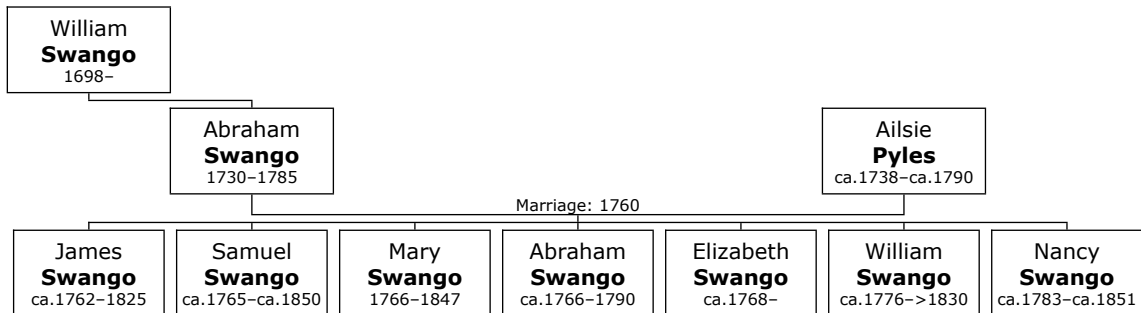 William
Swango
1698–
Abraham
Swango
1730–1785
Ailsie
Pyles
ca.1738–ca.1790
Marriage: 1760
James
Swango
ca.1762–1825
Samuel
Swango
ca.1765–ca.1850
Mary
Swango
1766–1847
Abraham
Swango
ca.1766–1790
Elizabeth
Swango
ca.1768–
William
Swango
ca.1776–>1830
Nancy
Swango
ca.1783–ca.1851